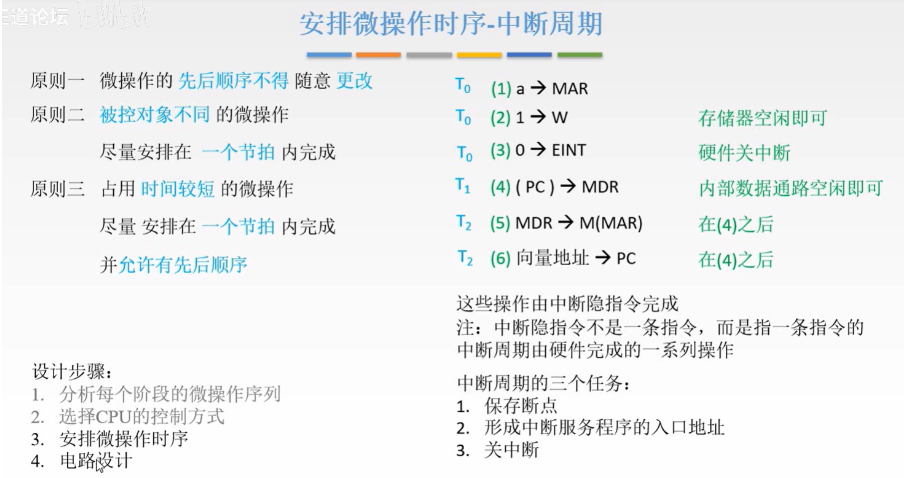 王道论坛
安排微操作时序-中断周期
原则一 微操作的 先后顺序不得 随意 更改
原则二 被控对象不同 的微操作
尽量安排在 一个节拍 内完成
原则三 占用 时间较短 的微操作
尽量 安排在 一个节拍 内完成
并允许有先后顺序
设计步骤:
1. 分析每个阶段的微操作序列
2. 选择CPU的控制方式
3. 安排微操作时序
4. 电路设计
T₀ (1) a → MAR
T₀ (2) 1 → W 存储器空闲即可
T₀ (3) 0 → EINT 硬件关中断
T₁ (4) ( PC ) → MDR 内部数据通路空闲即可
T₂ (5) MDR → M(MAR) 在(4)之后
T₂ (6) 向量地址 → PC 在(4)之后
这些操作由中断隐指令完成
注：中断隐指令不是一条指令，而是指一条指令的
中断周期由硬件完成的一系列操作
中断周期的三个任务：
1. 保存断点
2. 形成中断服务程序的入口地址
3. 关中断